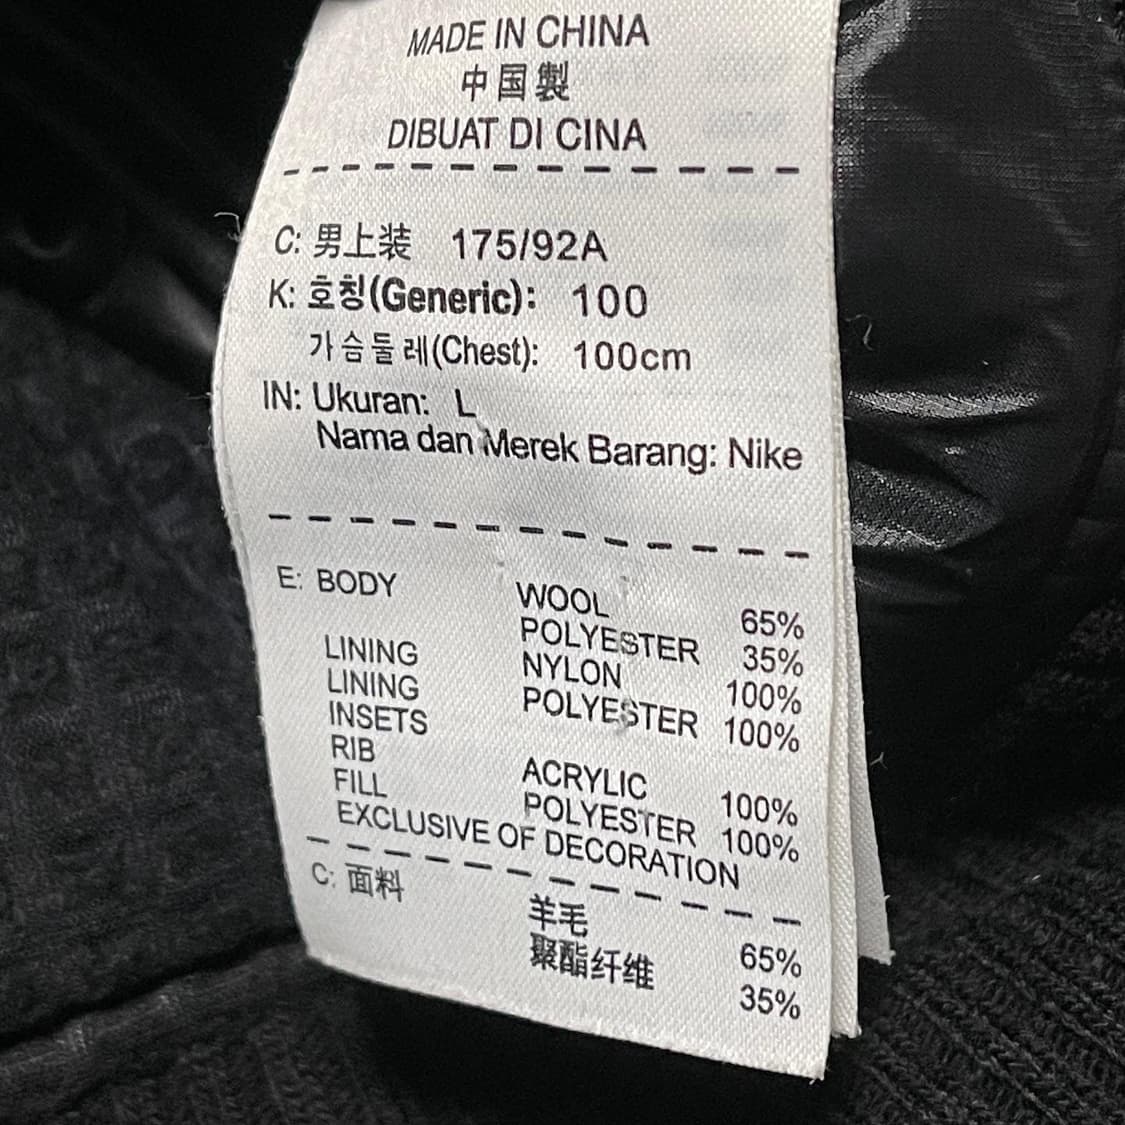 MADE IN CHINA
中国製
DIBUAT DI CINA
C: 男上装 175/92A
K: 호칭(Generic): 100
가슴둘레(Chest): 100cm
IN: Ukuran: L
Nama dan Merek Barang: Nike
E: BODY WOOL 65%
POLYESTER 35%
LINING NYLON 100%
LINING POLYESTER 100%
INSETS
RIB ACRYLIC 100%
FILL POLYESTER 100%
EXCLUSIVE OF DECORATION
C: 面料 羊毛 65%
聚酯纤维 35%